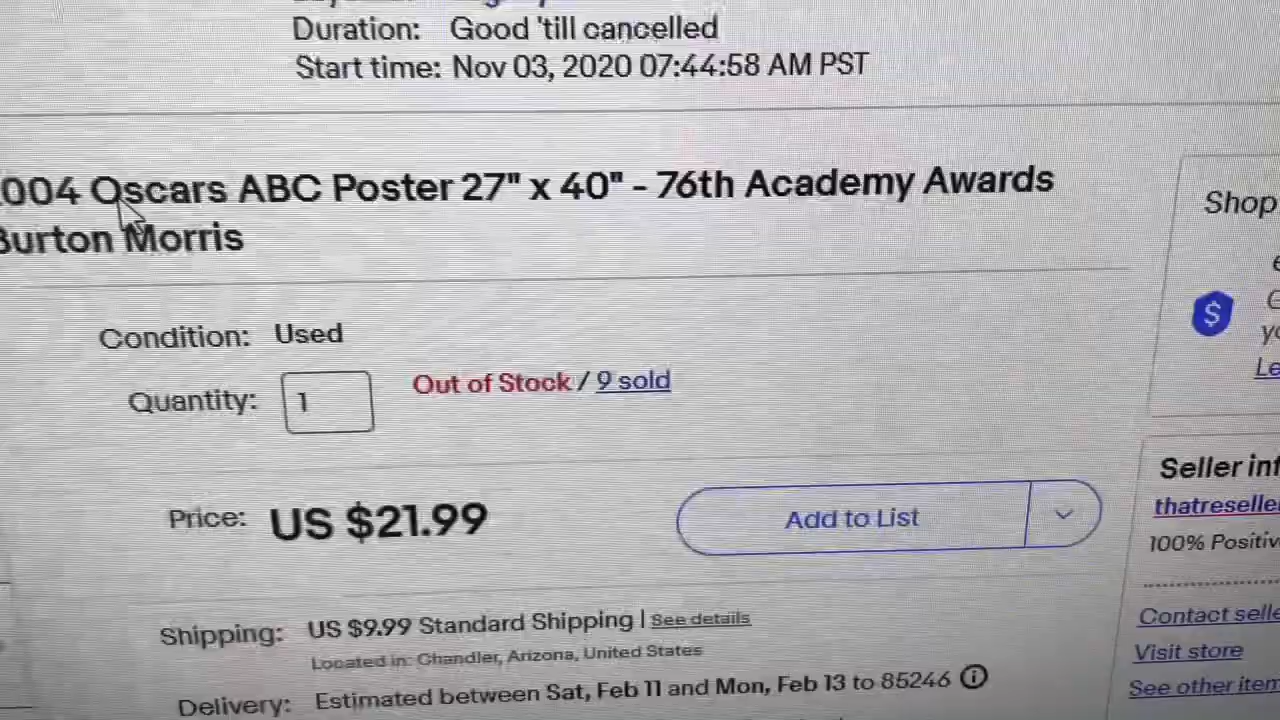 Duration: Good 'till cancelled
Start time: Nov 03, 2020 07:44:58 AM PST
004 Oscars ABC Poster 27" x 40" - 76th Academy Awards
Burton Morris
Condition: Used
Quantity: 1 Out of Stock / 9 sold
Price: US $21.99
Add to List
Shipping: US $9.99 Standard Shipping | See details
Located in: Chandler, Arizona, United States
Delivery: Estimated between Sat, Feb 11 and Mon, Feb 13 to 85246
Shop
$
Le
Seller inf
thatreselle
100% Positiv
Contact selle
Visit store
See other item